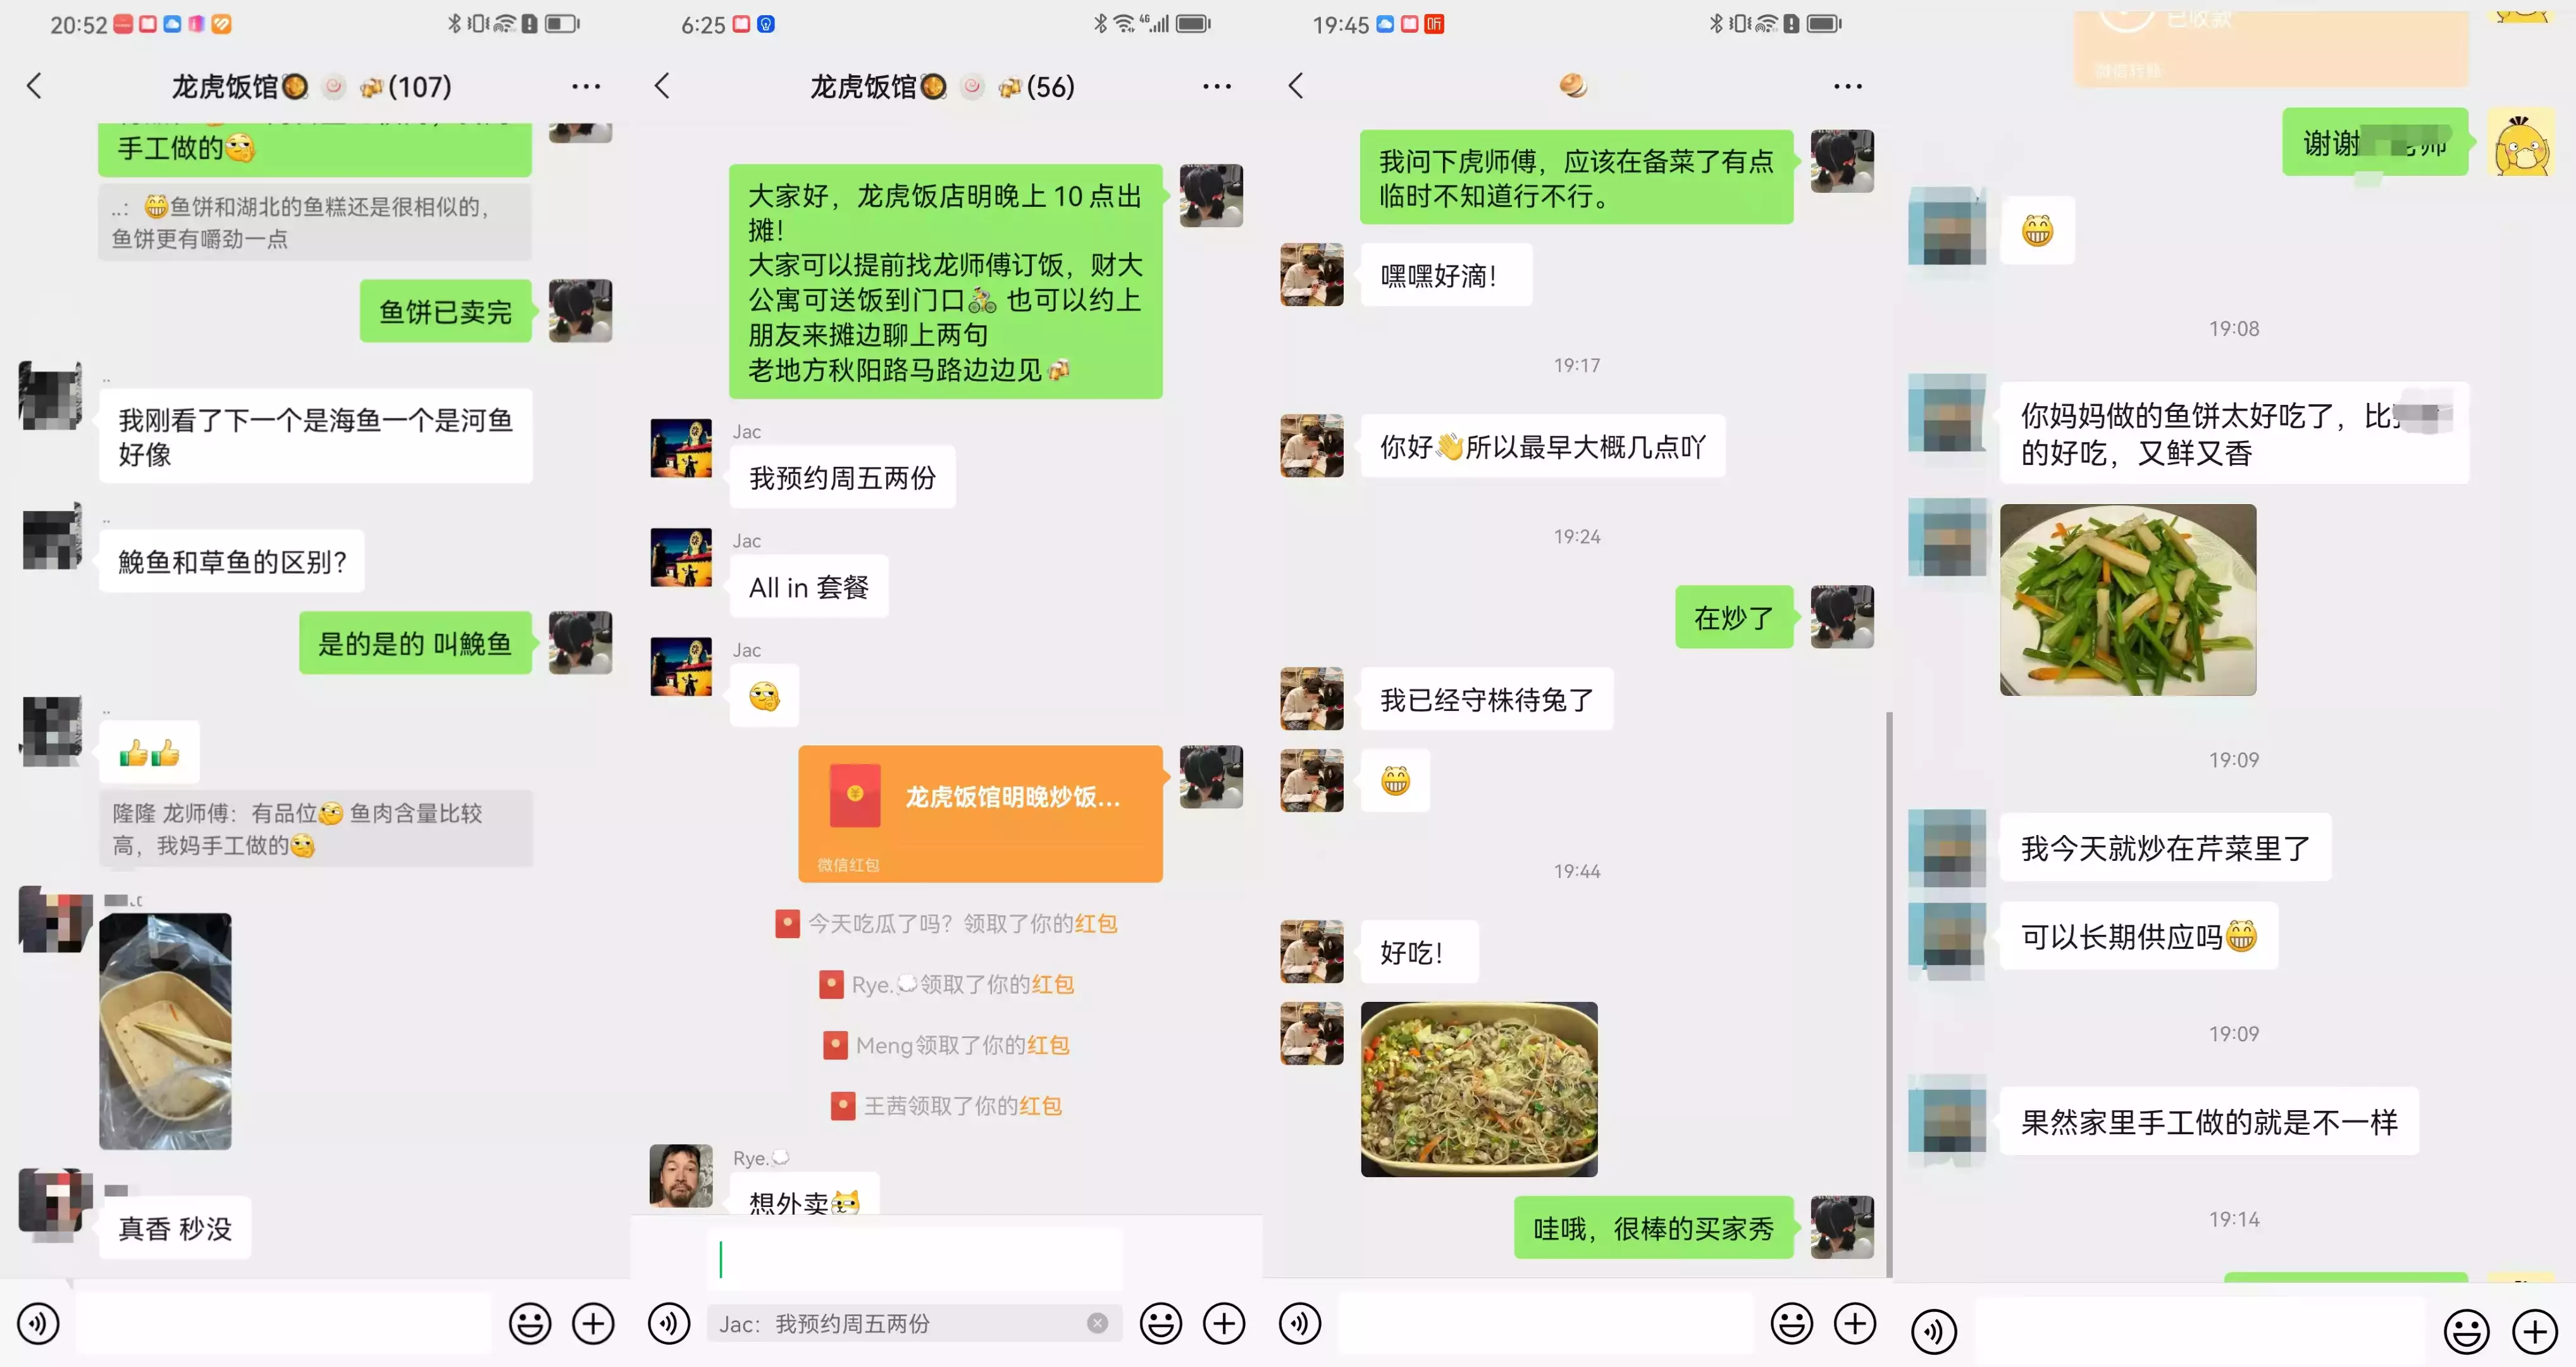 20:52
龙虎饭馆(107)
手工做的
..: 鱼饼和湖北的鱼糕还是很相似的,
鱼饼更有嚼劲一点
鱼饼已卖完
..
我刚看了下一个是海鱼一个是河鱼
好像
..
鮸鱼和草鱼的区别?
是的是的 叫鮸鱼
..
隆隆 龙师傅:有品位 鱼肉含量比较
高,我妈手工做的
真香 秒没
6:25
4G
龙虎饭馆(56)
大家好,龙虎饭店明晚上 10 点出
摊!
大家可以提前找龙师傅订饭,财大
公寓可送饭到门口 也可以约上
朋友来摊边聊上两句
老地方秋阳路马路边边见
Jac
我预约周五两份
Jac
All in 套餐
Jac
龙虎饭馆明晚炒饭...
微信红包
今天吃瓜了吗?领取了你的红包
Rye.领取了你的红包
Meng领取了你的红包
王茜领取了你的红包
Rye.
想外卖
Jac:我预约周五两份
19:45
听
我问下虎师傅,应该在备菜了有点
临时不知道行不行。
嘿嘿好滴!
19:17
你好所以最早大概几点吖
19:24
在炒了
我已经守株待兔了
19:44
好吃!
哇哦,很棒的买家秀
已收款
微信转账
谢谢 师
19:08
你妈妈做的鱼饼太好吃了,比
的好吃,又鲜又香
19:09
我今天就炒在芹菜里了
可以长期供应吗
19:09
果然家里手工做的就是不一样
19:14